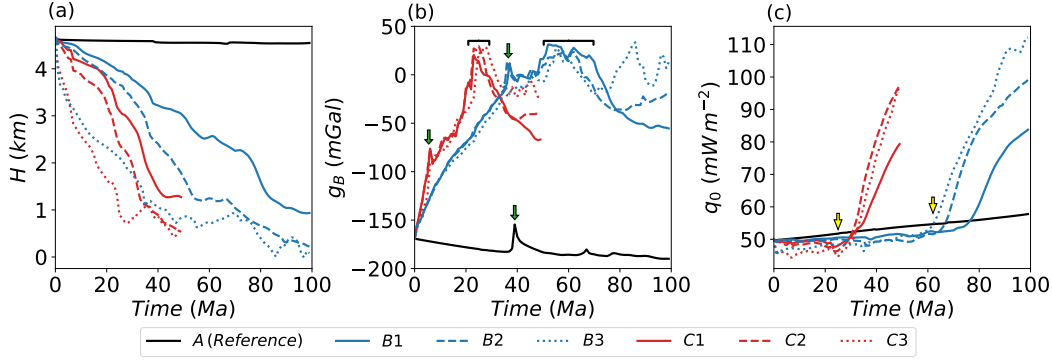 (a)
H (km)
4
3
2
1
0
0 20 40 60 80 100
Time (Ma)
(b)
g_B (mGal)
50
0
−50
−100
−150
−200
0 20 40 60 80 100
Time (Ma)
(c)
q_0 (mW m^{−2})
110
100
90
80
70
60
50
0 20 40 60 80 100
Time (Ma)
A (Reference) B1 B2 B3 C1 C2 C3